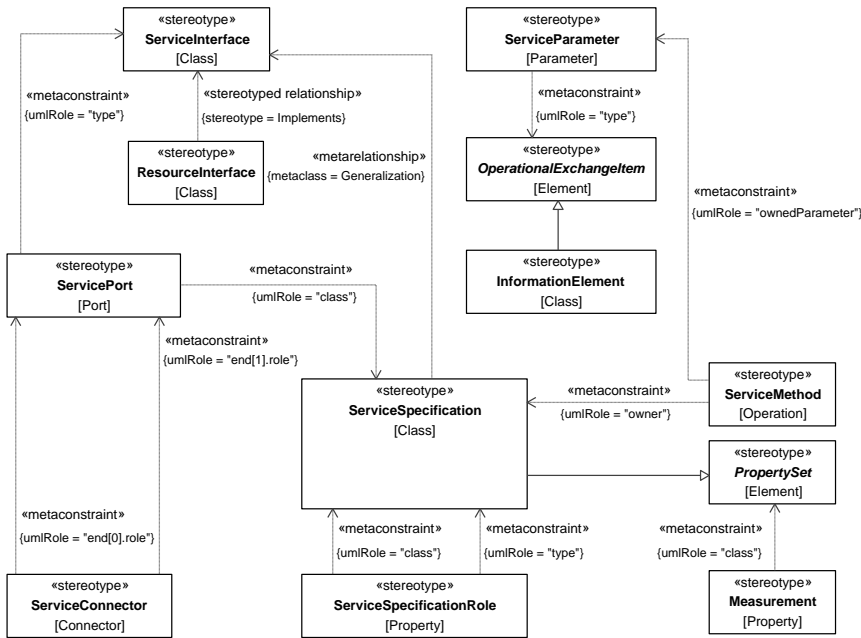 «stereotype»
ServiceInterface
[Class]
«stereotype»
ServiceParameter
[Parameter]
«metaconstraint»
{umlRole = "type"}
«stereotyped relationship»
{stereotype = Implements}
«metaconstraint»
{umlRole = "type"}
«stereotype»
ResourceInterface
[Class]
«metarelationship»
{metaclass = Generalization}
«stereotype»
OperationalExchangeItem
[Element]
«metaconstraint»
{umlRole = "ownedParameter"}
«stereotype»
ServicePort
[Port]
«metaconstraint»
{umlRole = "class"}
«stereotype»
InformationElement
[Class]
«metaconstraint»
{umlRole = "end[1].role"}
«stereotype»
ServiceSpecification
[Class]
«metaconstraint»
{umlRole = "owner"}
«stereotype»
ServiceMethod
[Operation]
«stereotype»
PropertySet
[Element]
«metaconstraint»
{umlRole = "end[0].role"}
«metaconstraint»
{umlRole = "class"}
«metaconstraint»
{umlRole = "type"}
«metaconstraint»
{umlRole = "class"}
«stereotype»
ServiceConnector
[Connector]
«stereotype»
ServiceSpecificationRole
[Property]
«stereotype»
Measurement
[Property]